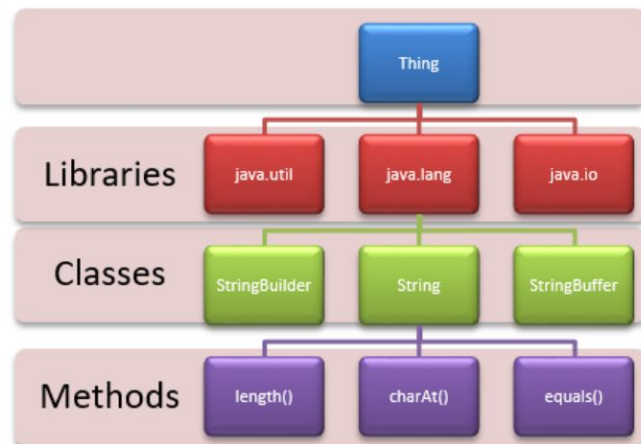 Thing
Libraries
java.util
java.lang
java.io
Classes
StringBuilder
String
StringBuffer
Methods
length()
charAt()
equals()